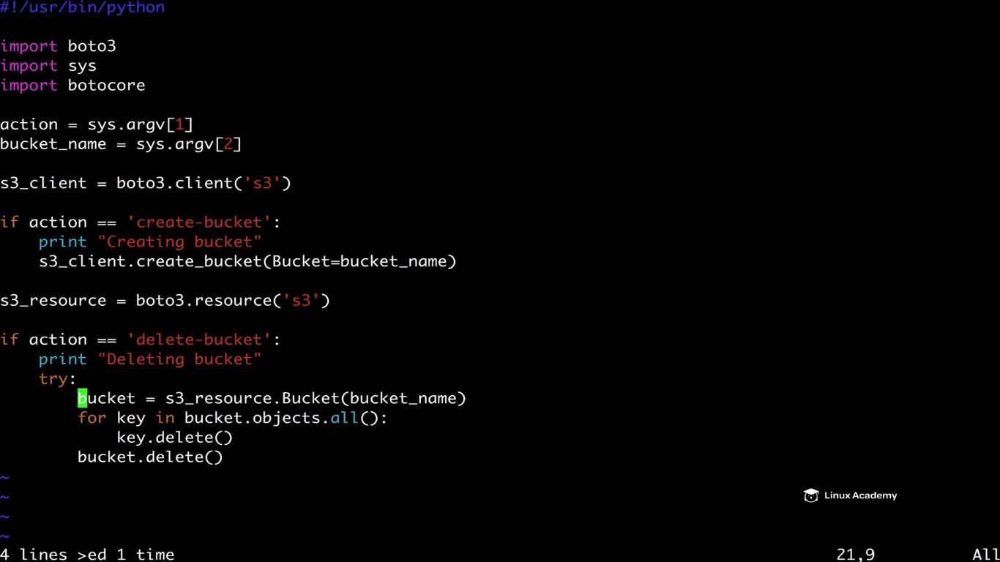 #!/usr/bin/python

import boto3
import sys
import botocore

action = sys.argv[1]
bucket_name = sys.argv[2]

s3_client = boto3.client('s3')

if action == 'create-bucket':
    print "Creating bucket"
    s3_client.create_bucket(Bucket=bucket_name)

s3_resource = boto3.resource('s3')

if action == 'delete-bucket':
    print "Deleting bucket"
    try:
        bucket = s3_resource.Bucket(bucket_name)
        for key in bucket.objects.all():
            key.delete()
        bucket.delete()
~
~
Linux Academy
~
~
4 lines >ed 1 time 21,9 All